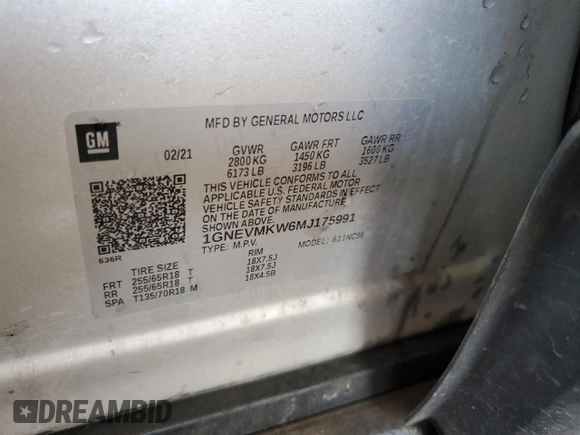 MFD BY GENERAL MOTORS LLC
GM
02/21
GVWR GAWR FRT GAWR RR
2800 KG 1450 KG 1600 KG
6173 LB 3196 LB 3527 LB
THIS VEHICLE CONFORMS TO ALL
APPLICABLE U.S. FEDERAL MOTOR
VEHICLE SAFETY STANDARDS IN EFFECT
ON THE DATE OF MANUFACTURE
SHOWN ABOVE.
1GNEVMKW6MJ175991
TYPE: M.P.V. MODEL: 611NC56
636R
TIRE SIZE RIM
FRT 255/65R18 T 18X7.5J
RR 255/65R18 T 18X7.5J
SPA T135/70R18 M 18X4.5B
DREAMBID